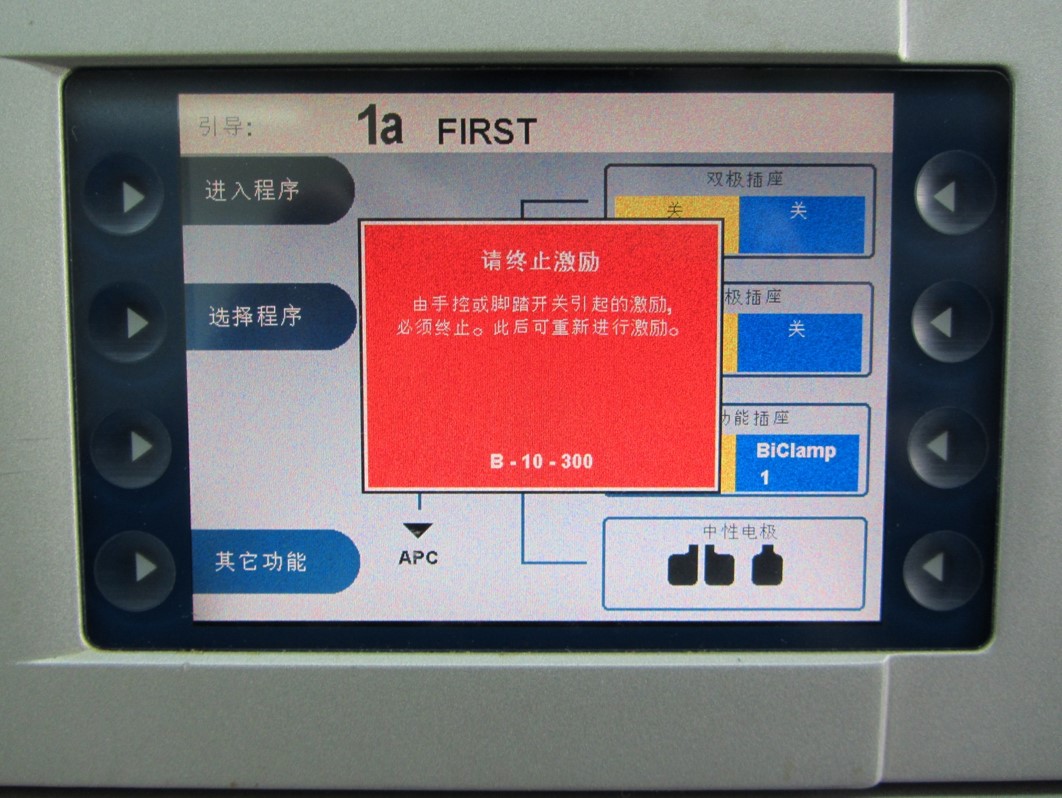 引导: 1a FIRST
进入程序
双极插座
关 关
请终止激励
由手控或脚踏开关引起的激励,
必须终止。此后可重新进行激励。
B - 10 - 300
选择程序
极插座
关
功能插座
BiClamp
1
其它功能
APC
中性电极